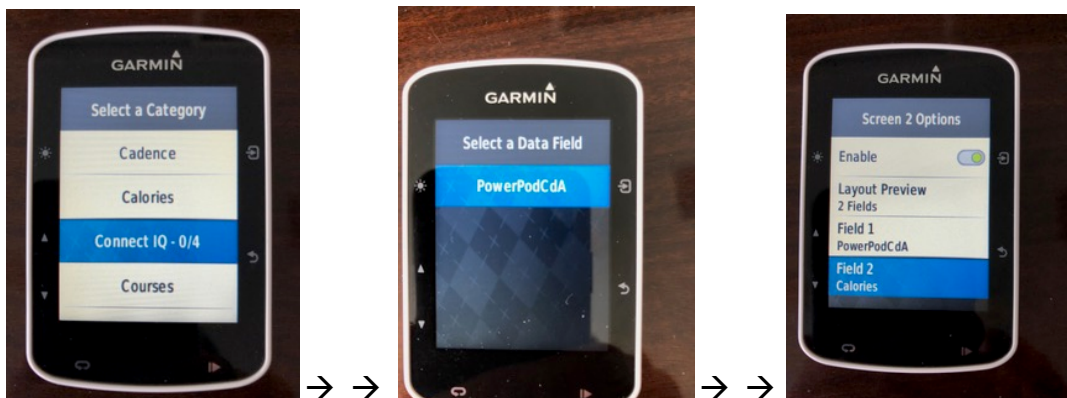 GARMIN
Select a Category
Cadence
Calories
Connect IQ - 0/4
Courses
→ →
GARMIN
Select a Data Field
PowerPodCdA
→ →
GARMIN
Screen 2 Options
Enable
Layout Preview
2 Fields
Field 1
PowerPodCdA
Field 2
Calories